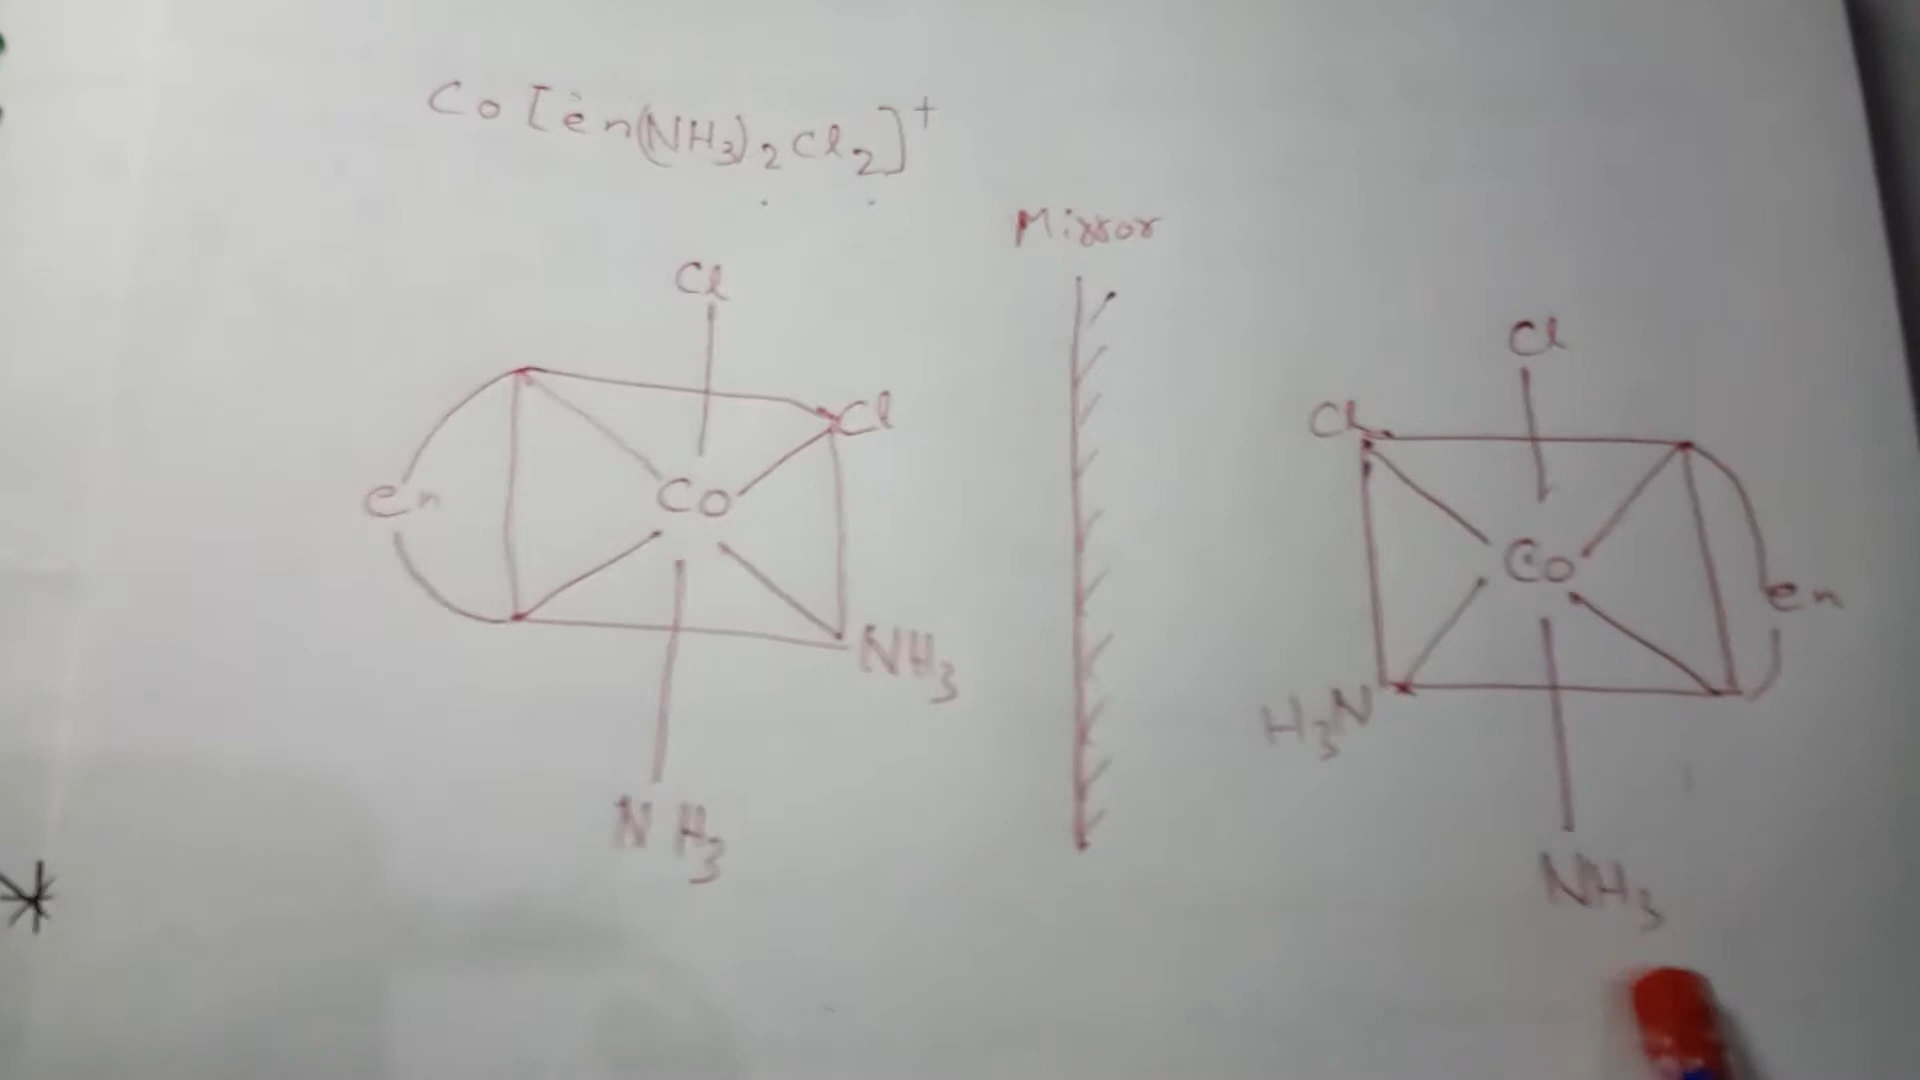 Co [en(NH3)2Cl2]+
Mirror
Cl
Cl
Cl
Cl
en
Co
Co
en
NH3
H3N
NH3
NH3